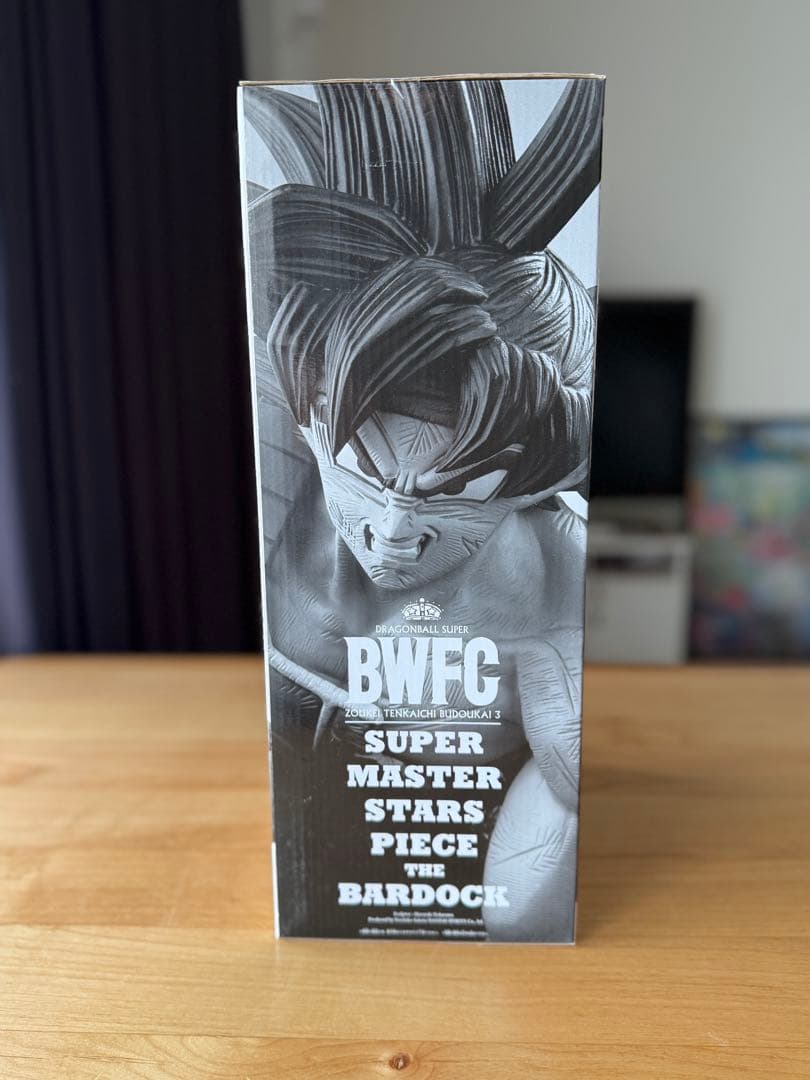 DRAGONBALL SUPER
BWFC
ZOUKEI TENKAICHI BUDOUKAI 3
SUPER
MASTER
STARS
PIECE
THE
BARDOCK